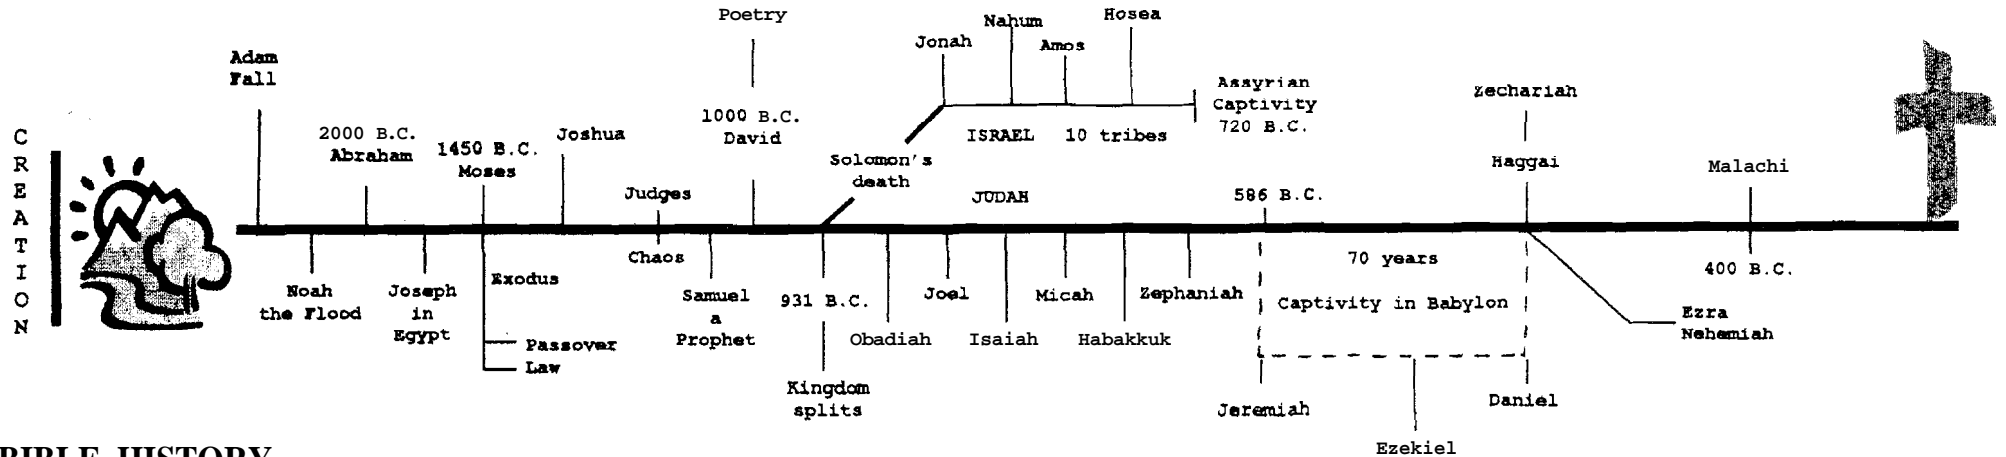 CREATION
Adam
Fall
Noah
the Flood
2000 B.C.
Abraham
Joseph
in
Egypt
1450 B.C.
Moses
Exodus
Passover
Law
Joshua
Judges
Chaos
Samuel
a
Prophet
Poetry
1000 B.C.
David
931 B.C.
Kingdom
splits
Solomon's
death
Jonah
Nahum
Amos
Hosea
ISRAEL 10 tribes
Assyrian
Captivity
720 B.C.
JUDAH
Obadiah
Joel
Isaiah
Micah
Habakkuk
Zephaniah
586 B.C.
70 years
Captivity in Babylon
Jeremiah
Ezekiel
Daniel
Zechariah
Haggai
Ezra
Nehemiah
Malachi
400 B.C.
BIBLE HISTORY